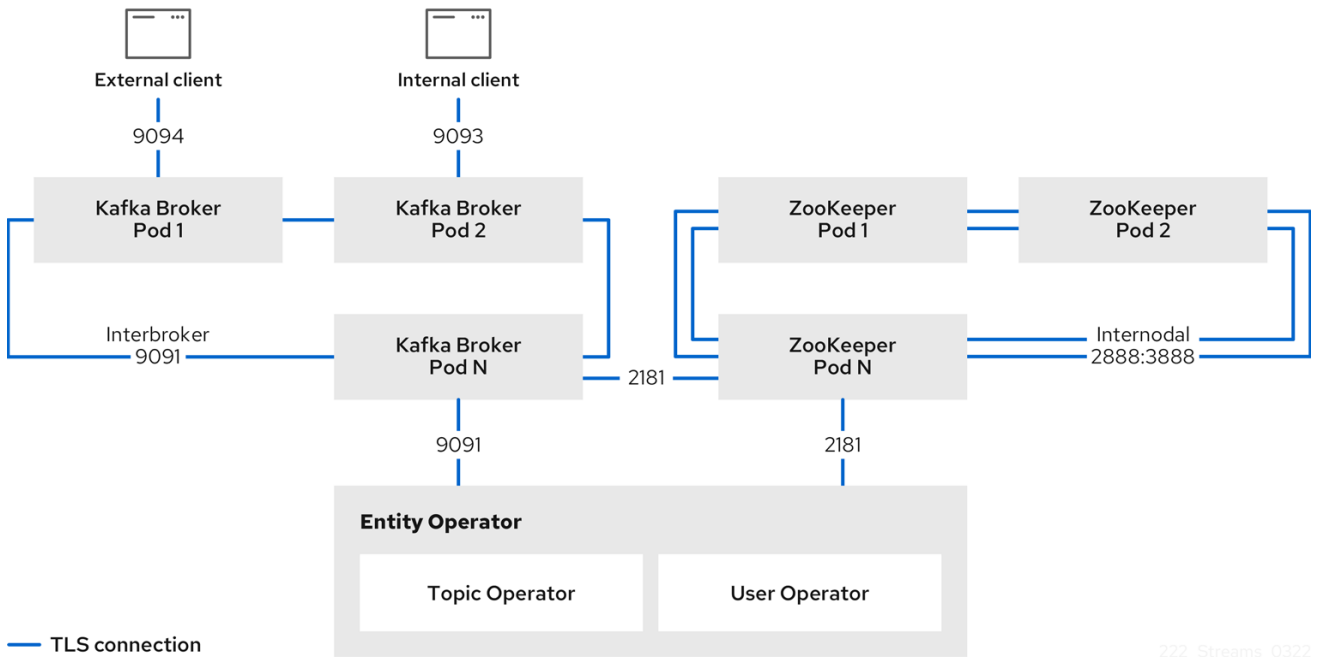 External client
Internal client
9094
9093
Kafka Broker
Pod 1
Kafka Broker
Pod 2
ZooKeeper
Pod 1
ZooKeeper
Pod 2
Interbroker
9091
Kafka Broker
Pod N
2181
ZooKeeper
Pod N
Internodal
2888:3888
9091
2181
Entity Operator
Topic Operator
User Operator
TLS connection
222_Streams_0322